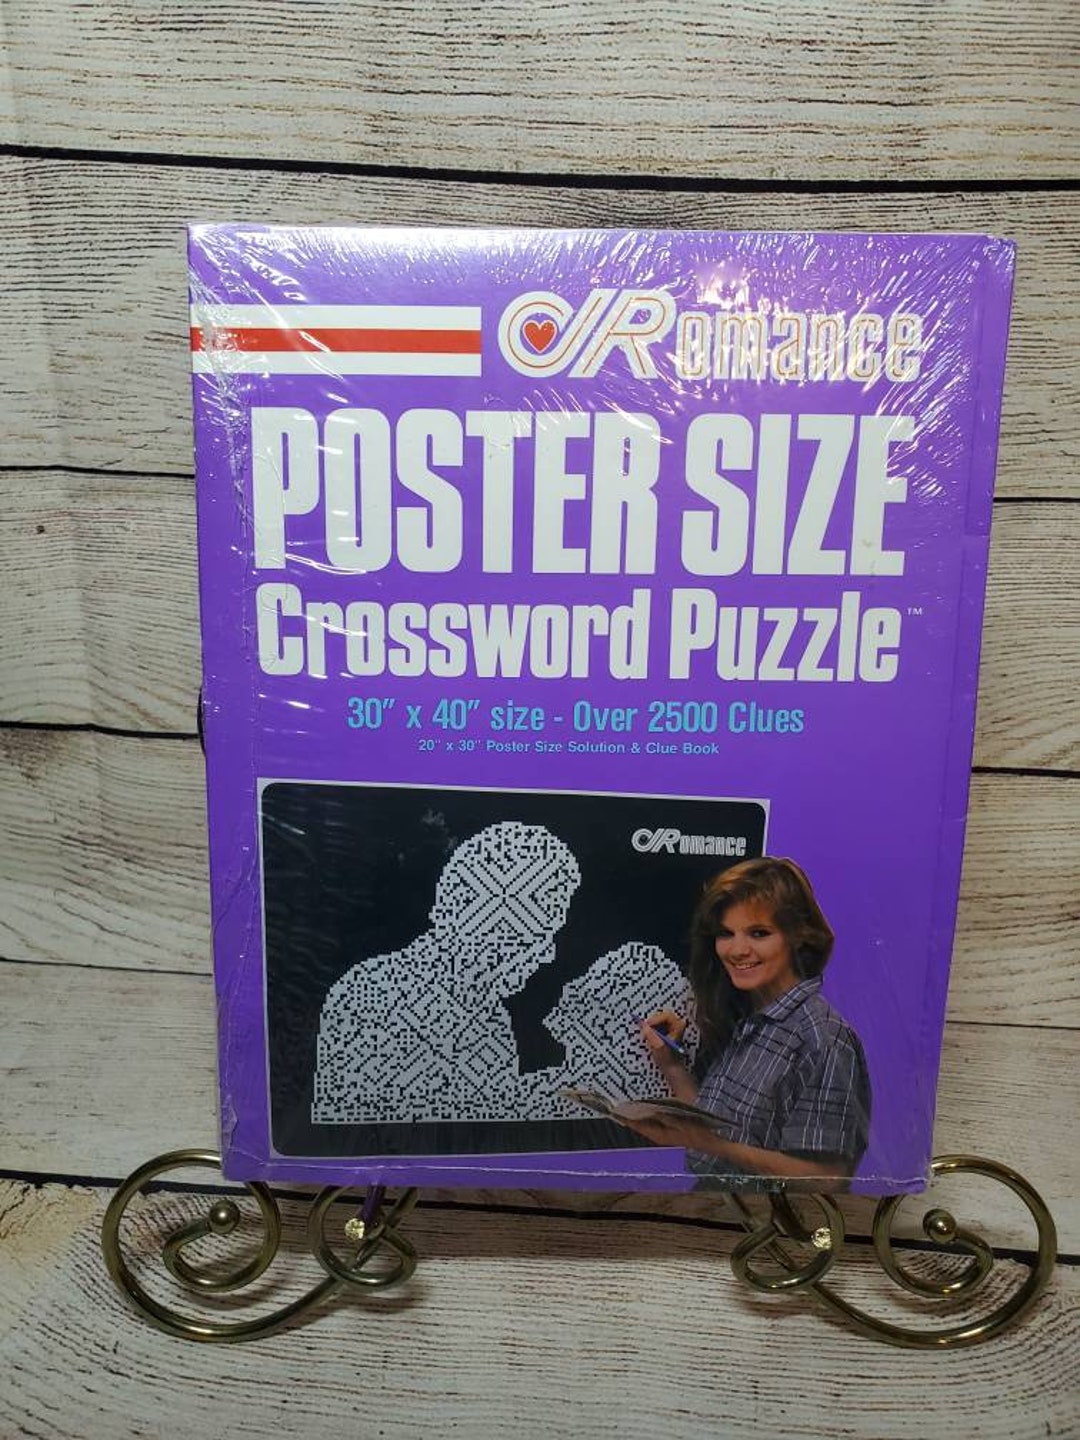 Romance
POSTER SIZE
Crossword Puzzle™
30" x 40" size - Over 2500 Clues
20" x 30" Poster Size Solution & Clue Book
Romance